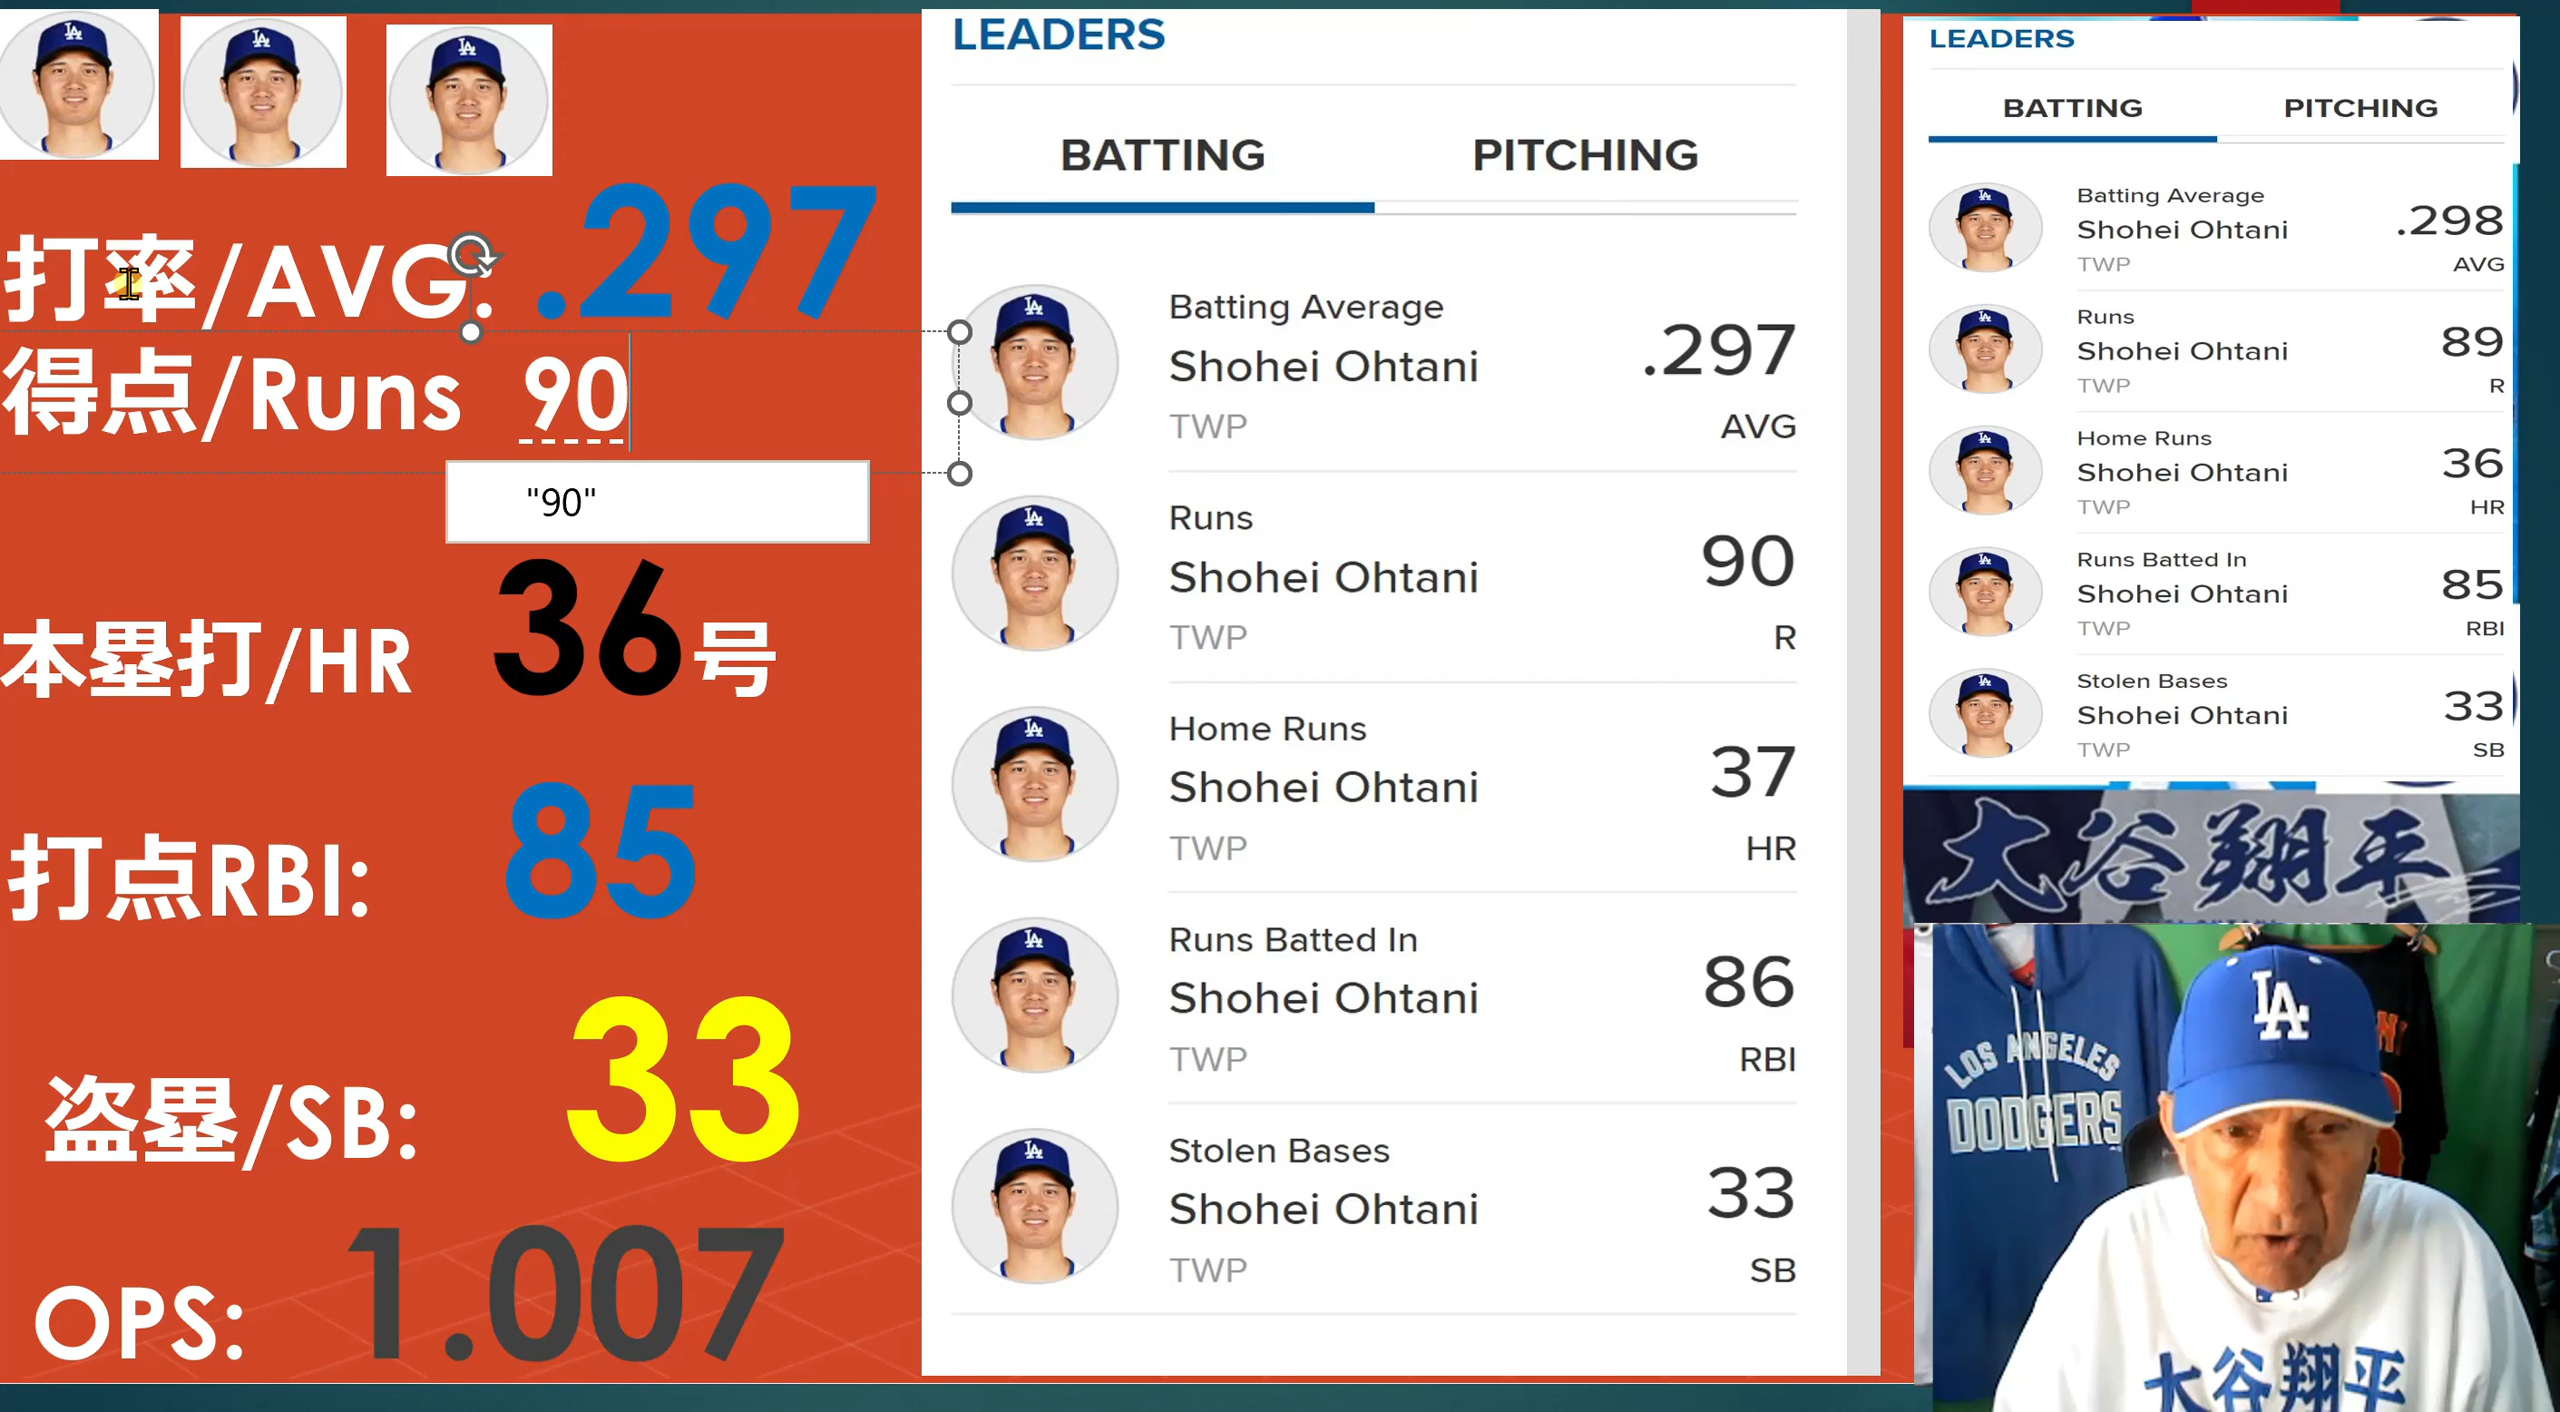 打率/AVG: .297
得点/Runs 90
"90"
本塁打/HR 36号
打点RBI: 85
盗塁/SB: 33
OPS: 1.007
LEADERS
BATTING PITCHING
Batting Average
Shohei Ohtani .297
TWP AVG
Runs
Shohei Ohtani 90
TWP R
Home Runs
Shohei Ohtani 37
TWP HR
Runs Batted In
Shohei Ohtani 86
TWP RBI
Stolen Bases
Shohei Ohtani 33
TWP SB
LEADERS
BATTING PITCHING
Batting Average
Shohei Ohtani .298
TWP AVG
Runs
Shohei Ohtani 89
TWP R
Home Runs
Shohei Ohtani 36
TWP HR
Runs Batted In
Shohei Ohtani 85
TWP RBI
Stolen Bases
Shohei Ohtani 33
TWP SB
大谷翔平
LOS ANGELES
DODGERS
LA
大谷翔平